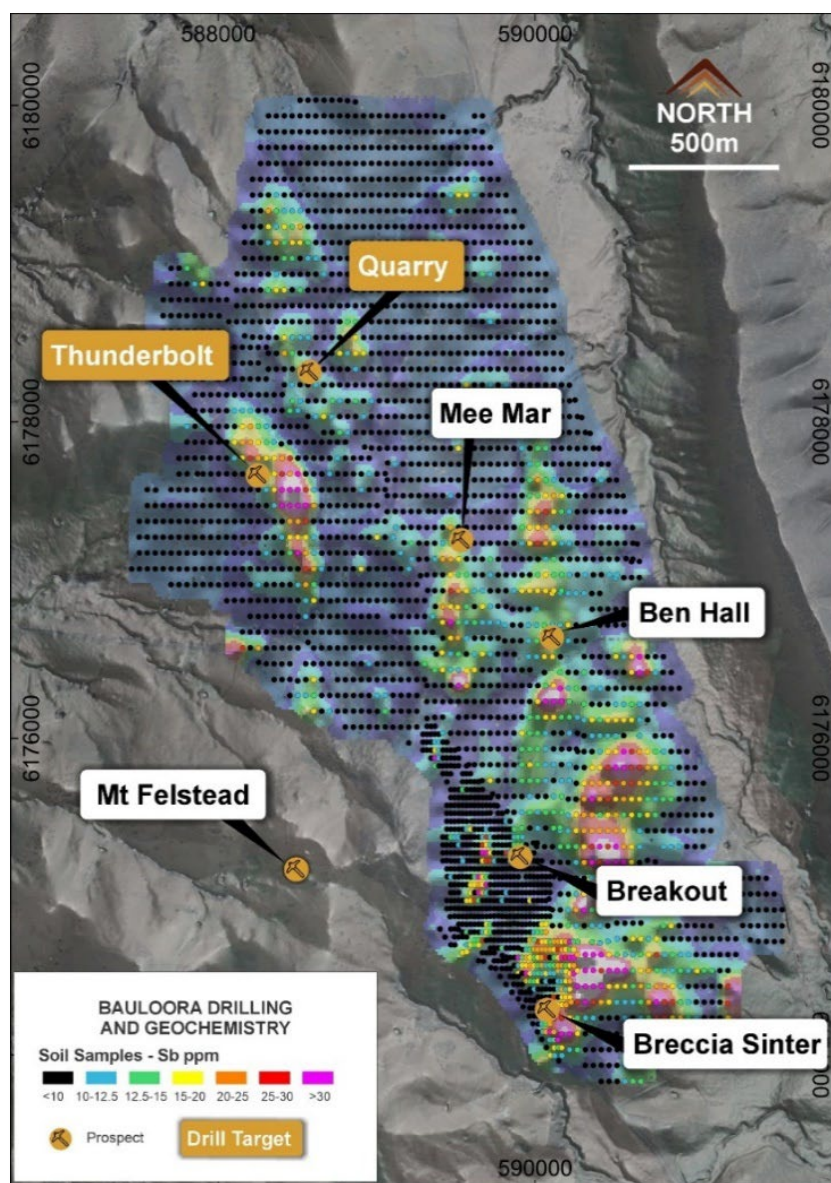 588000
590000
6180000
6180000
NORTH
500m
Quarry
Thunderbolt
Mee Mar
6178000
6178000
Ben Hall
6176000
6176000
Mt Felstead
Breakout
Breccia Sinter
BAULOORA DRILLING
AND GEOCHEMISTRY
Soil Samples - Sb ppm
<10 10-12.5 12.5-15 15-20 20-25 25-30 >30
Prospect
Drill Target
590000